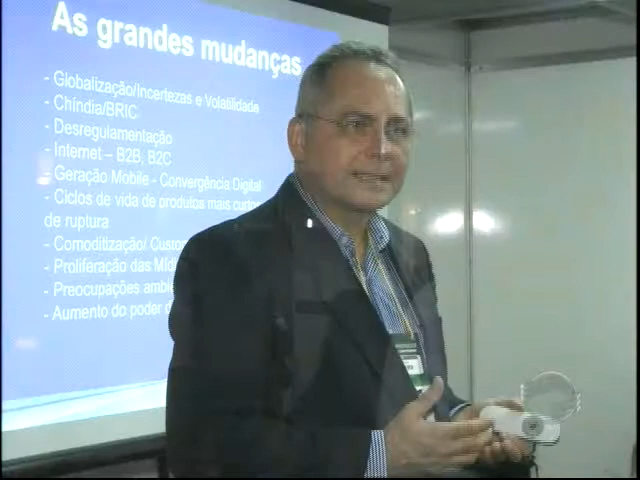 As grandes mudanças
- Globalização/Incertezas e Volatilidade
- Chíndia/BRIC
- Desregulamentação
- Internet – B2B, B2C
- Geração Mobile - Convergência Digital
- Ciclos de vida de produtos mais curtos
de ruptura
- Comoditização/
- Proliferação das
- Preocupações
- Aumento do poder